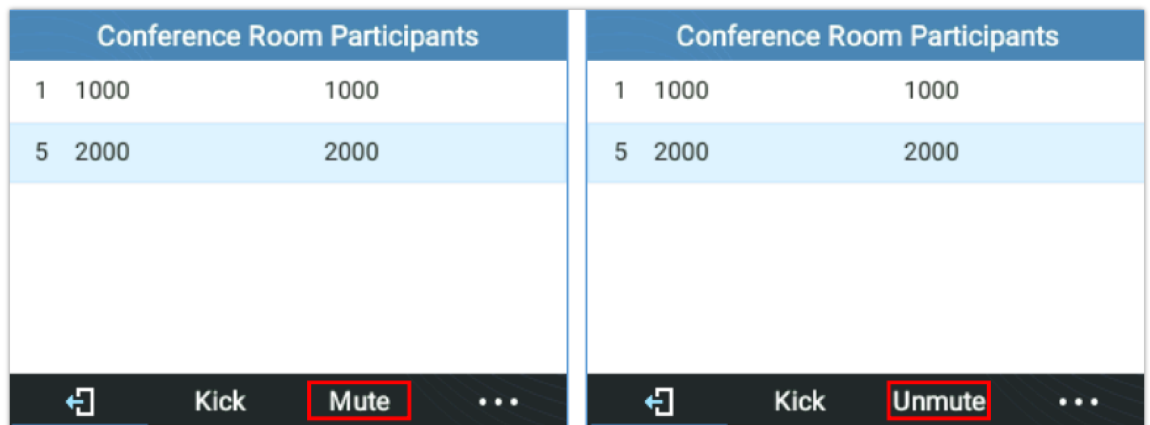 Conference Room Participants
1 1000 1000
5 2000 2000
Kick Mute ...
Conference Room Participants
1 1000 1000
5 2000 2000
Kick Unmute ...